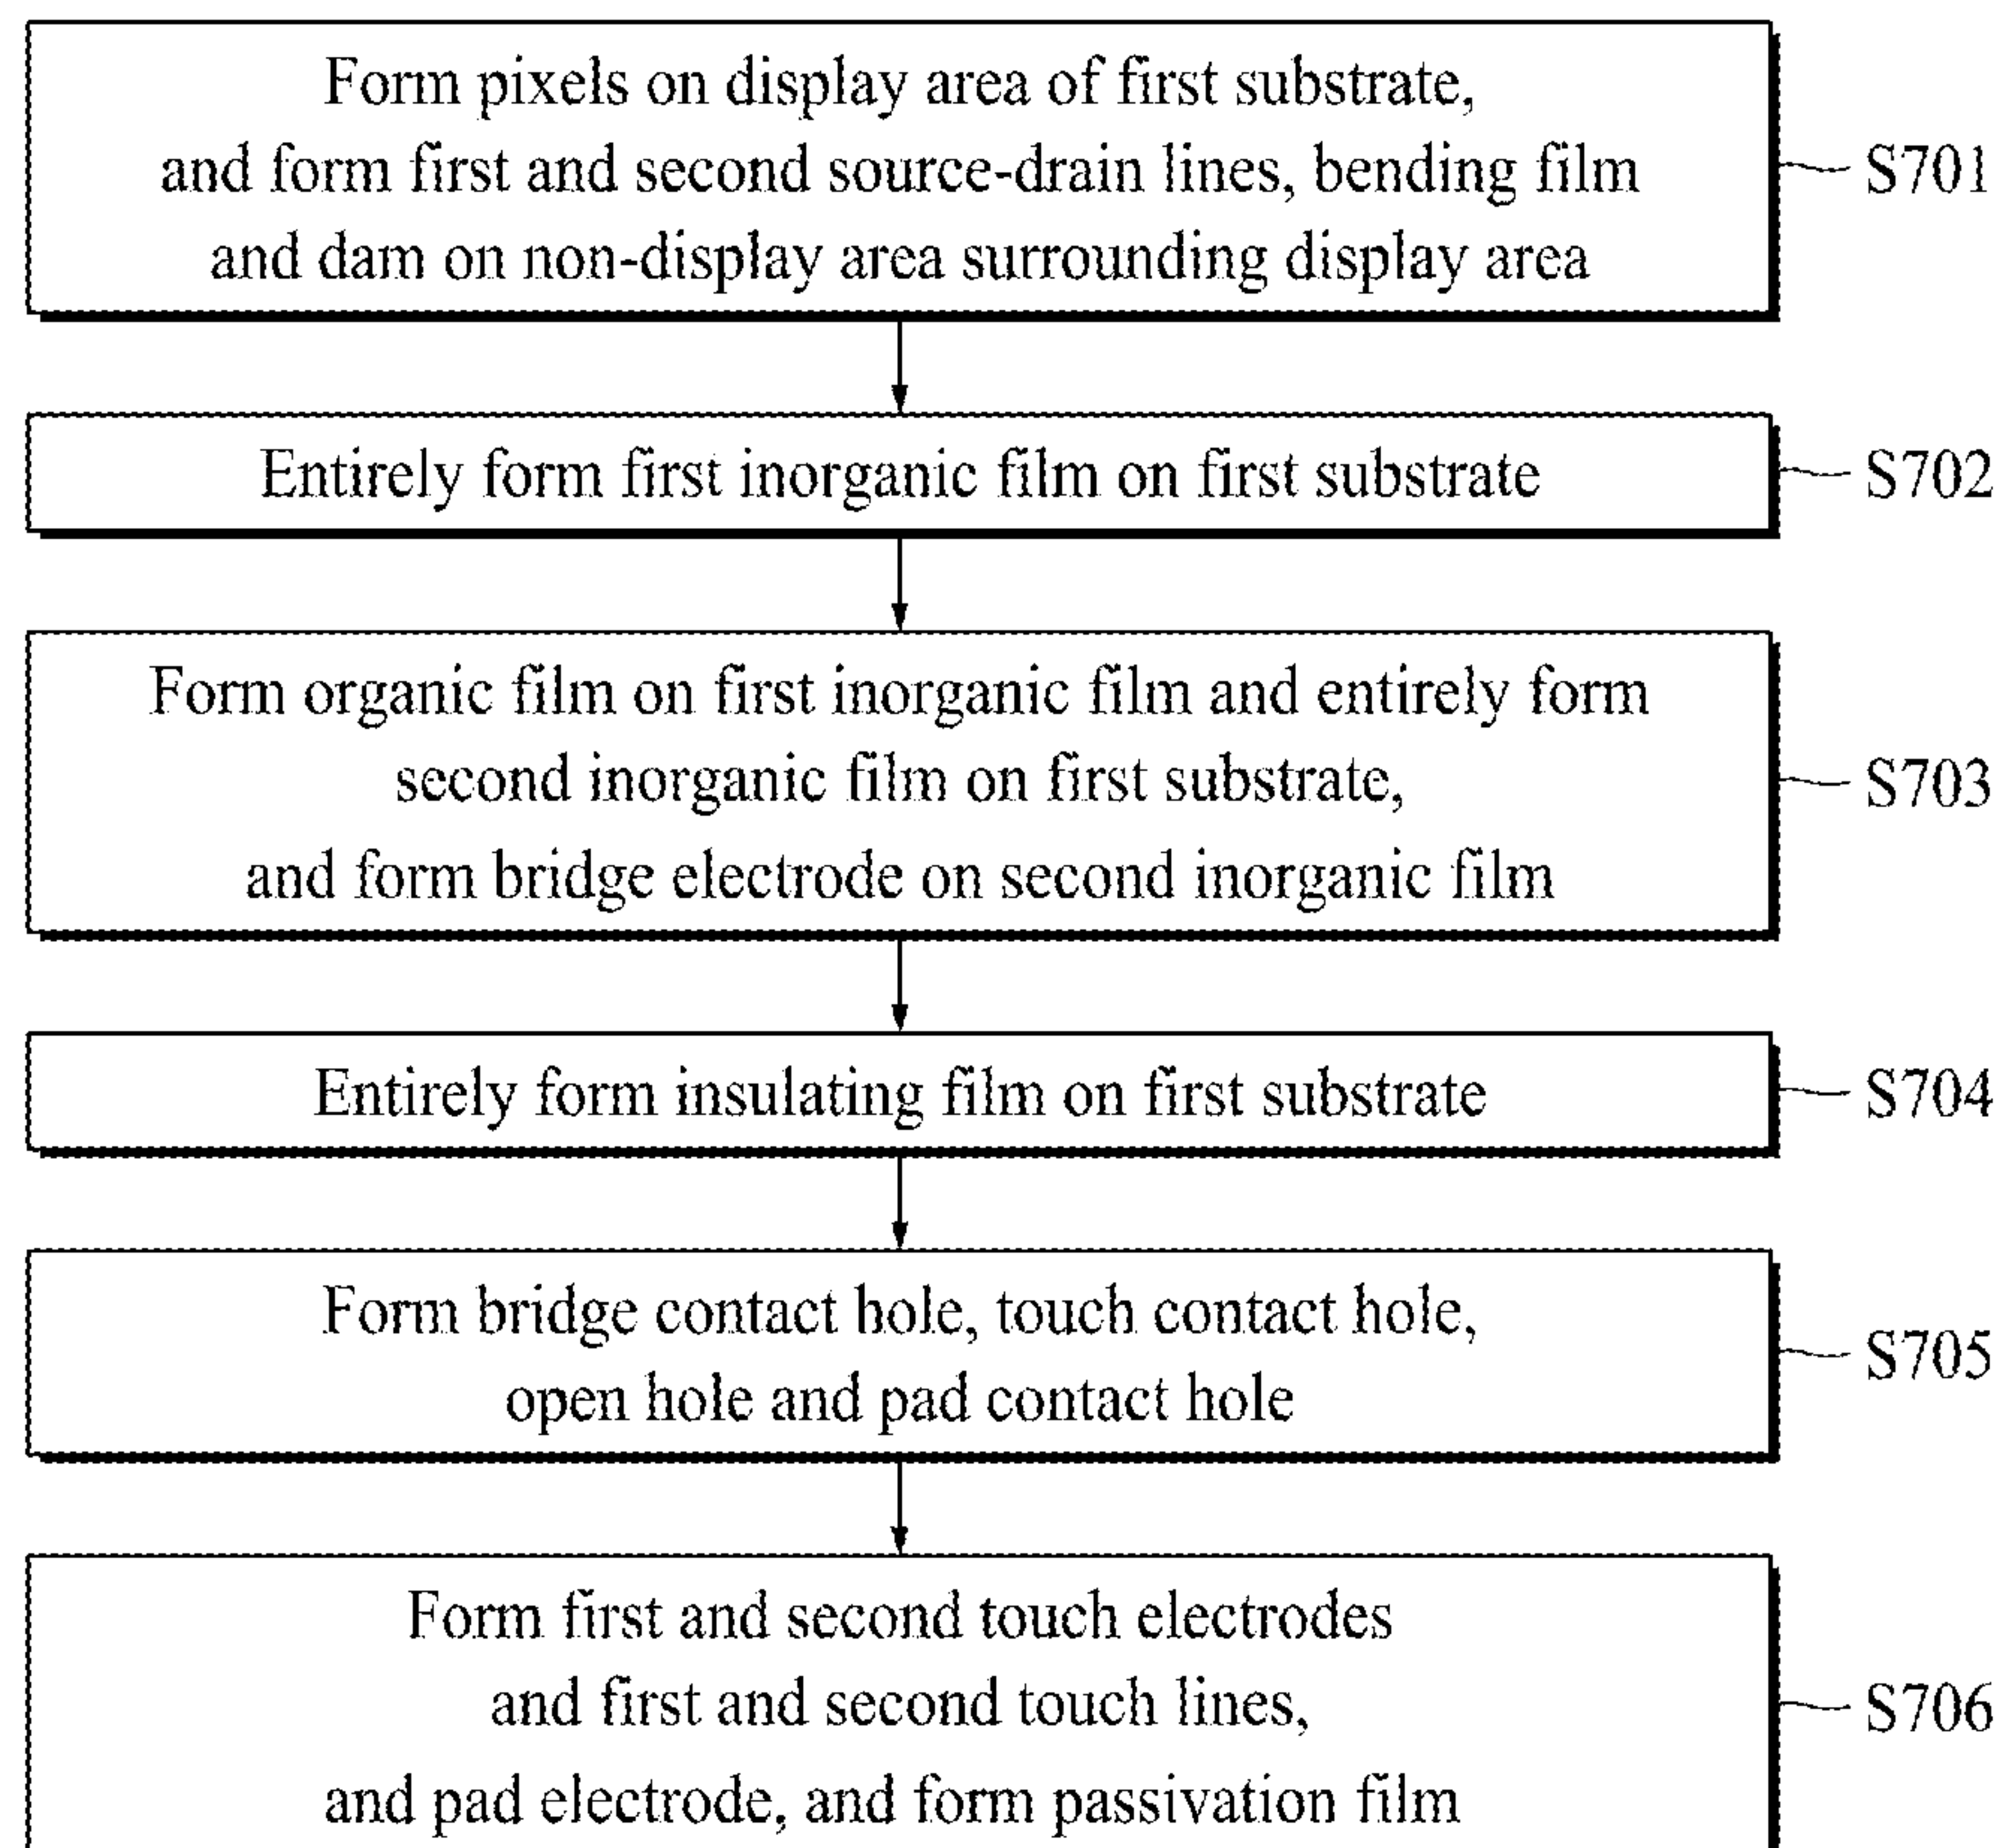 Form pixels on display area of first substrate,
and form first and second source-drain lines, bending film
and dam on non-display area surrounding display area
S701
Entirely form first inorganic film on first substrate
S702
Form organic film on first inorganic film and entirely form
second inorganic film on first substrate,
and form bridge electrode on second inorganic film
S703
Entirely form insulating film on first substrate
S704
Form bridge contact hole, touch contact hole,
open hole and pad contact hole
S705
Form first and second touch electrodes
and first and second touch lines,
and pad electrode, and form passivation film
S706